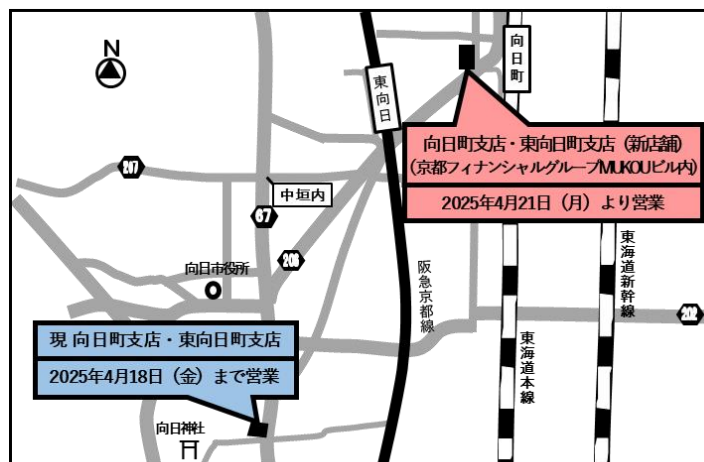 N
向日町
東向日
向日町支店・東向日町支店（新店舗）
（京都フィナンシャルグループMUKOUビル内）
2025年4月21日（月）より営業
207
中垣内
67
208
向日市役所
阪急京都線
東海道新幹線
202
東海道本線
現 向日町支店・東向日町支店
2025年4月18日（金）まで営業
向日神社